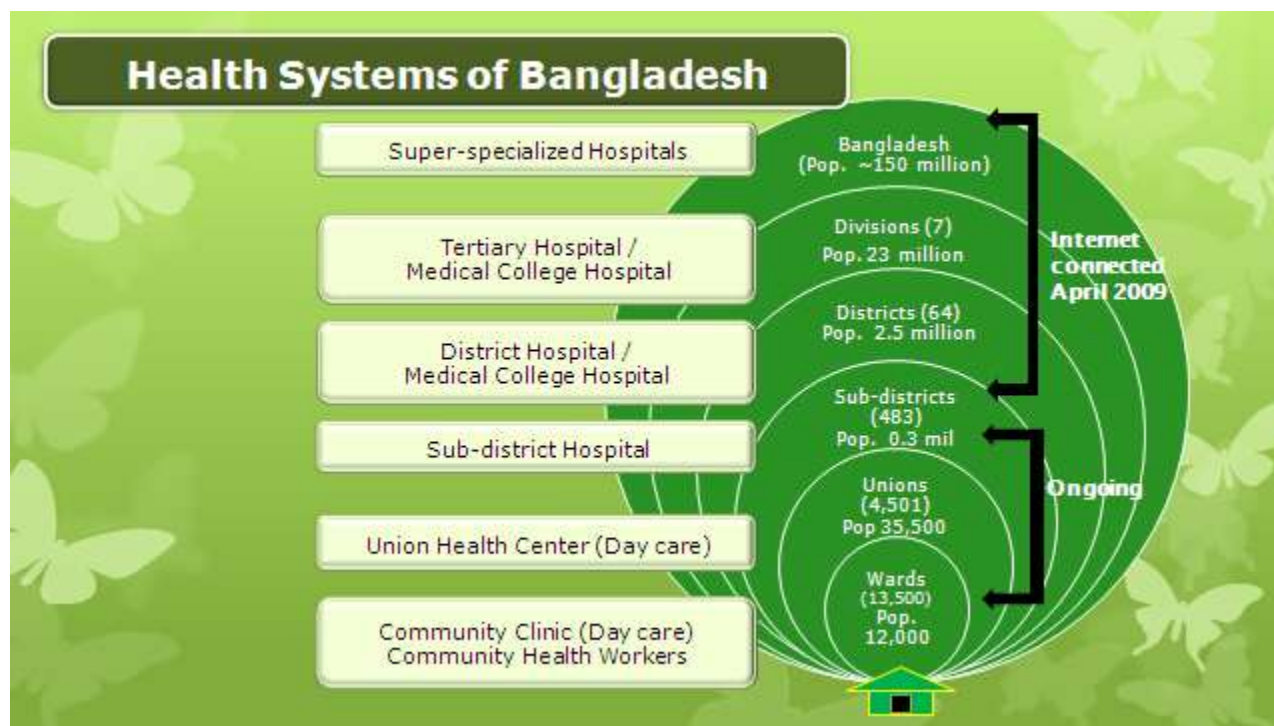 Health Systems of Bangladesh
Super-specialized Hospitals
Bangladesh
(Pop. ~150 million)
Tertiary Hospital /
Medical College Hospital
Divisions (7)
Pop. 23 million
Internet
connected
April 2009
District Hospital /
Medical College Hospital
Districts (64)
Pop. 2.5 million
Sub-district Hospital
Sub-districts
(483)
Pop. 0.3 mil
Union Health Center (Day care)
Unions
(4,501)
Pop 35,500
Ongoing
Community Clinic (Day care)
Community Health Workers
Wards
(13,500)
Pop.
12,000